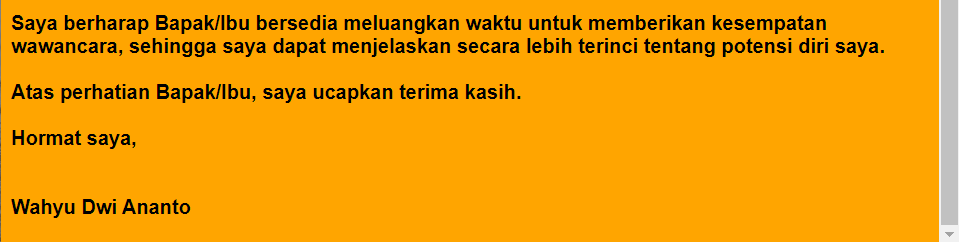 Saya berharap Bapak/Ibu bersedia meluangkan waktu untuk memberikan kesempatan
wawancara, sehingga saya dapat menjelaskan secara lebih terinci tentang potensi diri saya.
Atas perhatian Bapak/Ibu, saya ucapkan terima kasih.
Hormat saya,
Wahyu Dwi Ananto